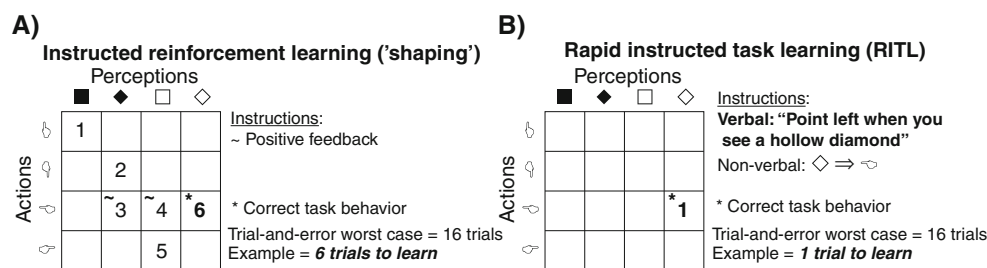 A)
Instructed reinforcement learning ('shaping')
Perceptions
Actions
1
2
~3 ~4 *6
5
Instructions:
~ Positive feedback
* Correct task behavior
Trial-and-error worst case = 16 trials
Example = 6 trials to learn
B)
Rapid instructed task learning (RITL)
Perceptions
Actions
*1
Instructions:
Verbal: “Point left when you
see a hollow diamond”
Non-verbal: ◇ ⇒ ☜
* Correct task behavior
Trial-and-error worst case = 16 trials
Example = 1 trial to learn